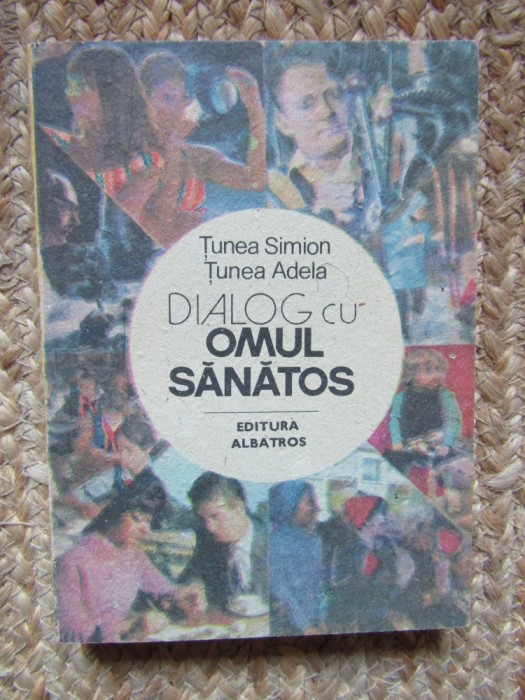 Țunea Simion
Țunea Adela
DIALOG cu
OMUL
SĂNĂTOS
EDITURA
ALBATROS